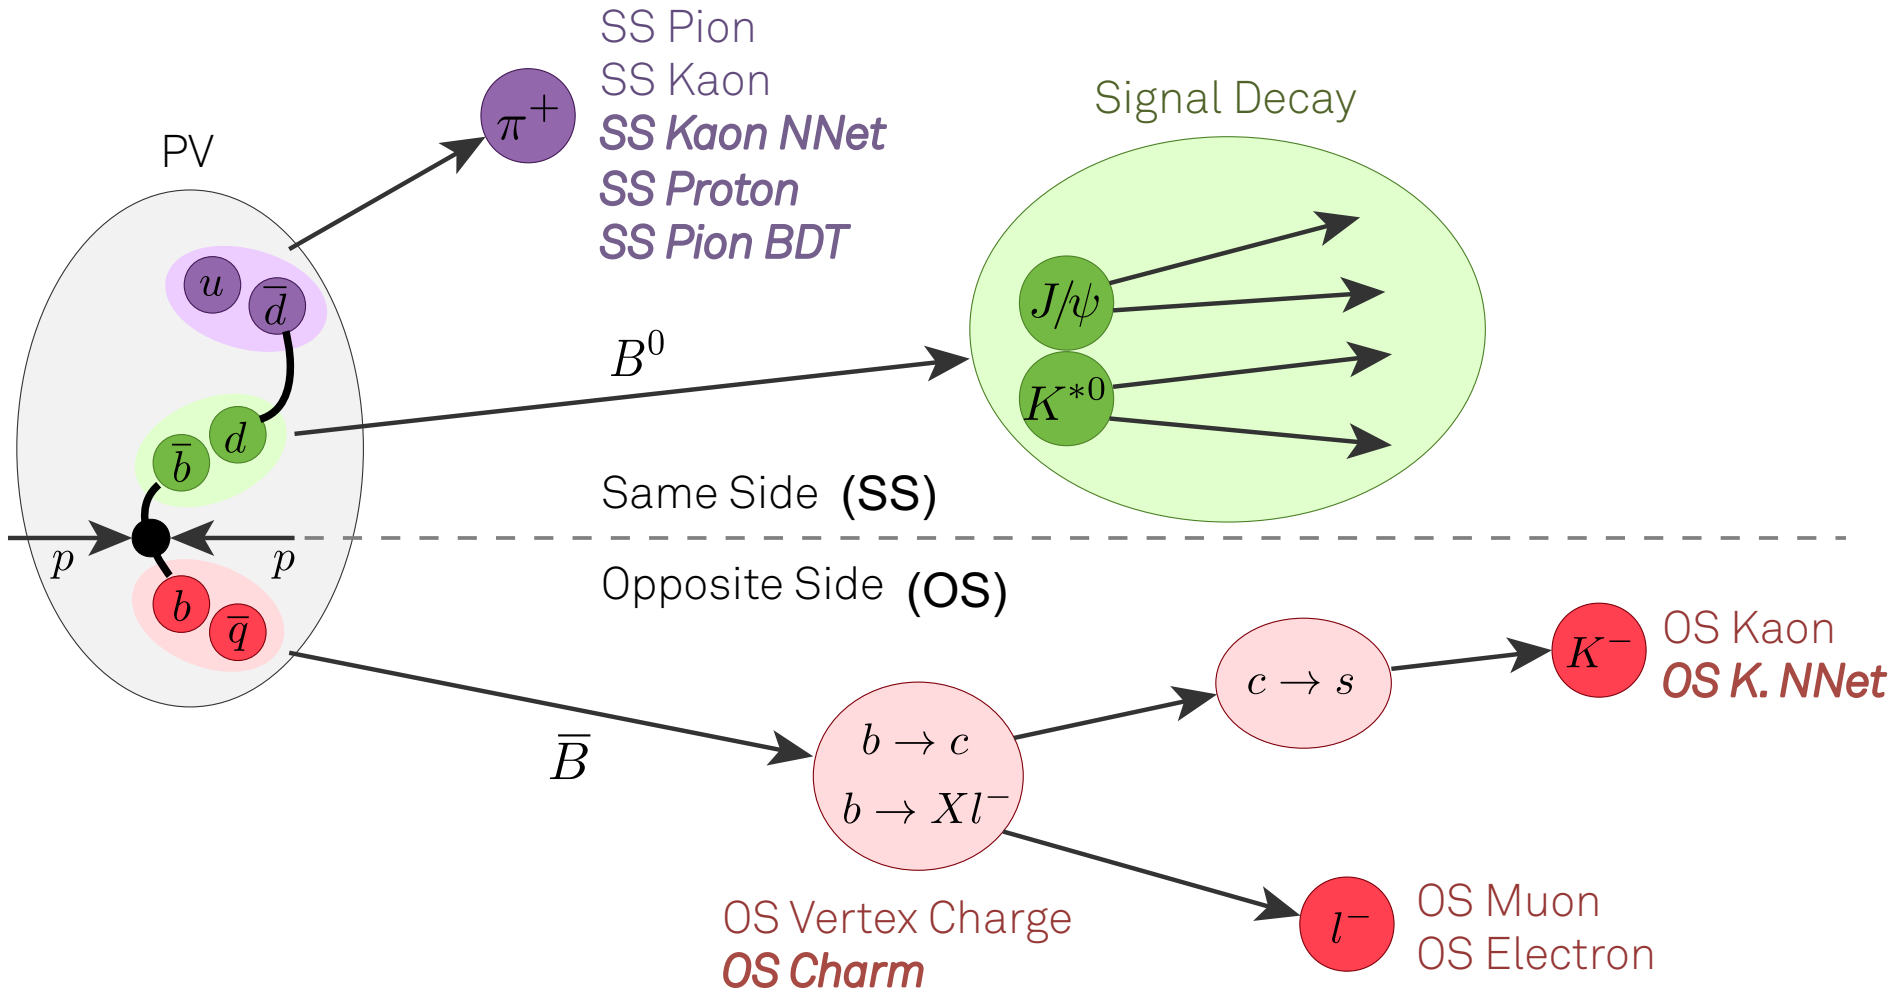 SS Pion
SS Kaon
SS Kaon NNet
SS Proton
SS Pion BDT
π⁺
Signal Decay
PV
u
d̅
J/ψ
K*⁰
B⁰
d
b̅
Same Side (SS)
p
p
Opposite Side (OS)
b
q̅
B̅
b → c
b → Xl⁻
c → s
K⁻
OS Kaon
OS K. NNet
OS Vertex Charge
OS Charm
l⁻
OS Muon
OS Electron